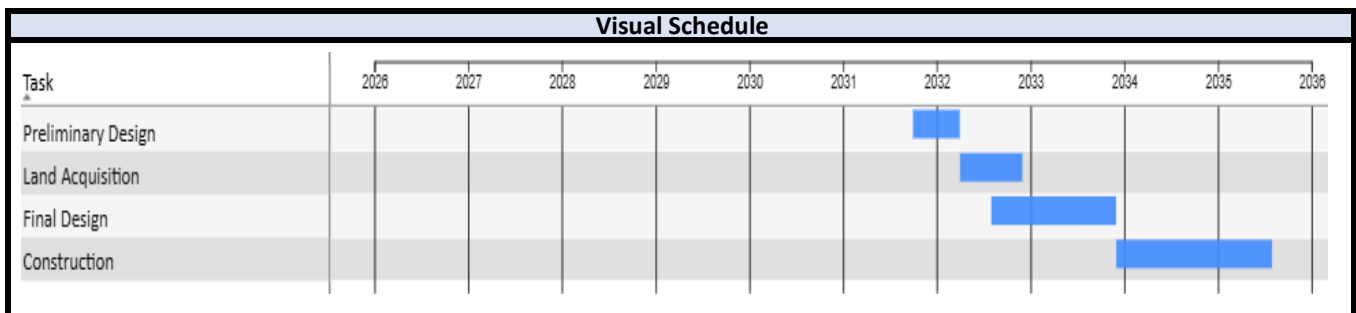 Visual Schedule
Task 2026 2027 2028 2029 2030 2031 2032 2033 2034 2035 2036
Preliminary Design
Land Acquisition
Final Design
Construction